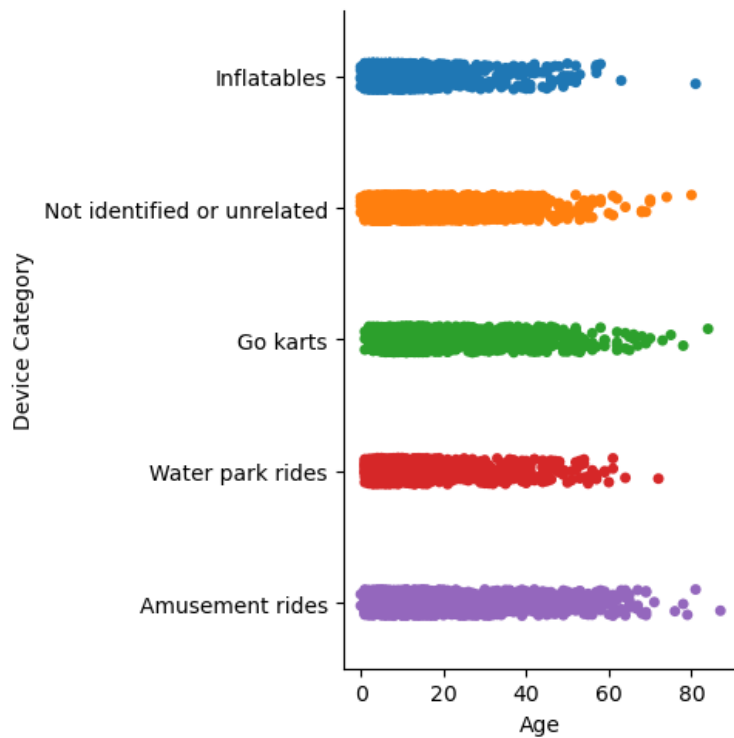 Device Category
Inflatables
Not identified or unrelated
Go karts
Water park rides
Amusement rides
0 20 40 60 80
Age